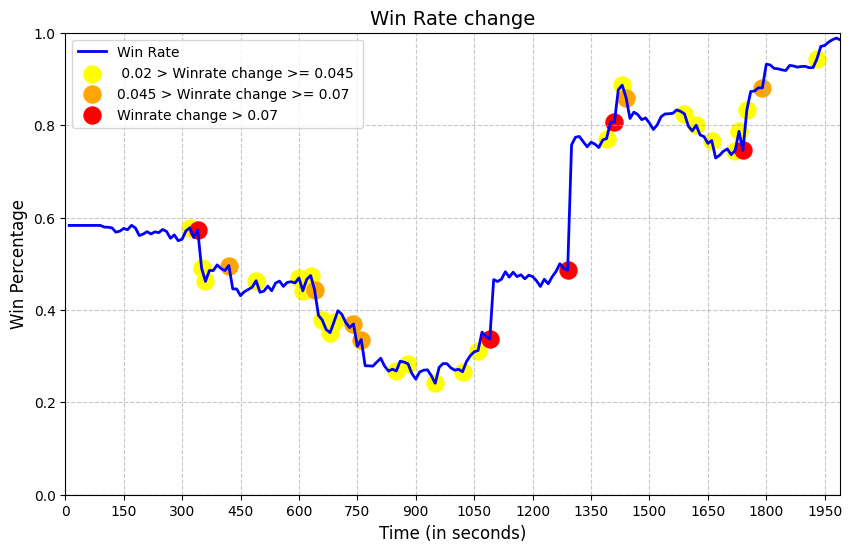 Win Rate change
Win Rate
0.02 > Winrate change >= 0.045
0.045 > Winrate change >= 0.07
Winrate change > 0.07
Win Percentage
1.0
0.8
0.6
0.4
0.2
0.0
0 150 300 450 600 750 900 1050 1200 1350 1500 1650 1800 1950
Time (in seconds)